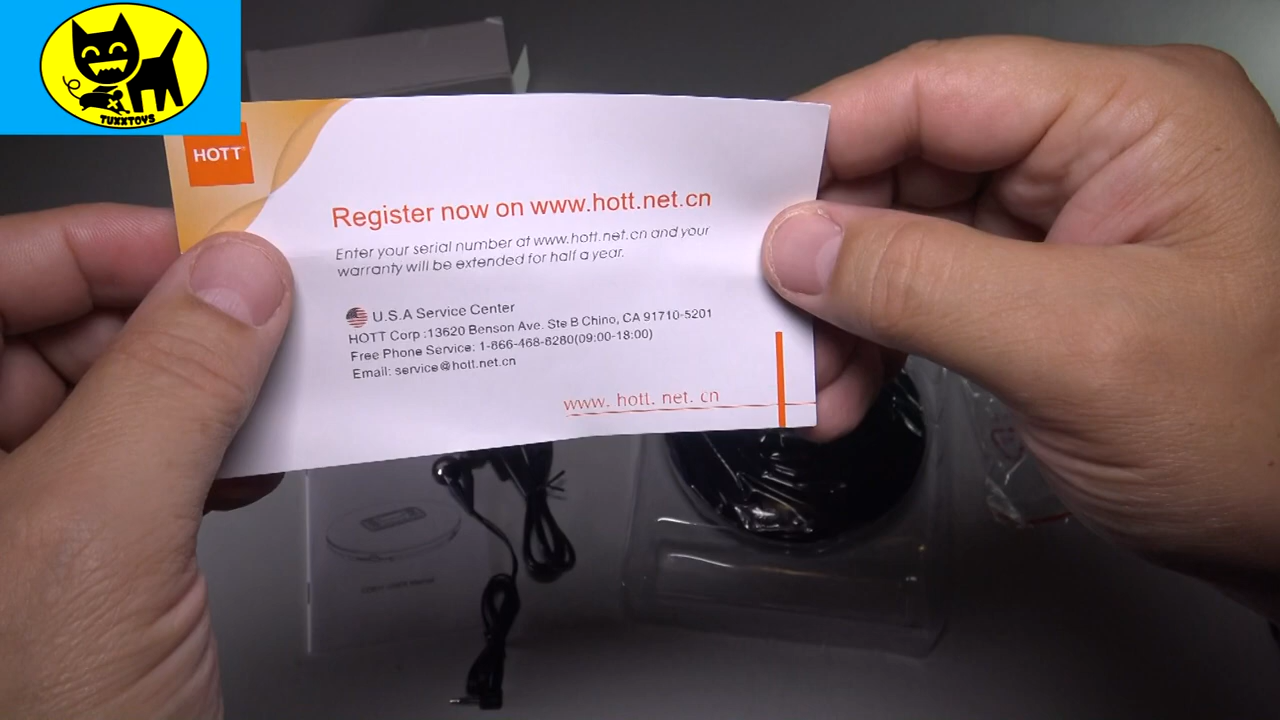 TUXXTOYS
HOTT
Register now on www.hott.net.cn
Enter your serial number at www.hott.net.cn and your
warranty will be extended for half a year.
U.S.A Service Center
HOTT Corp :13620 Benson Ave. Ste B Chino, CA 91710-5201
Free Phone Service: 1-866-468-8280(09:00-18:00)
Email: service@hott.net.cn
www. hott. net. cn